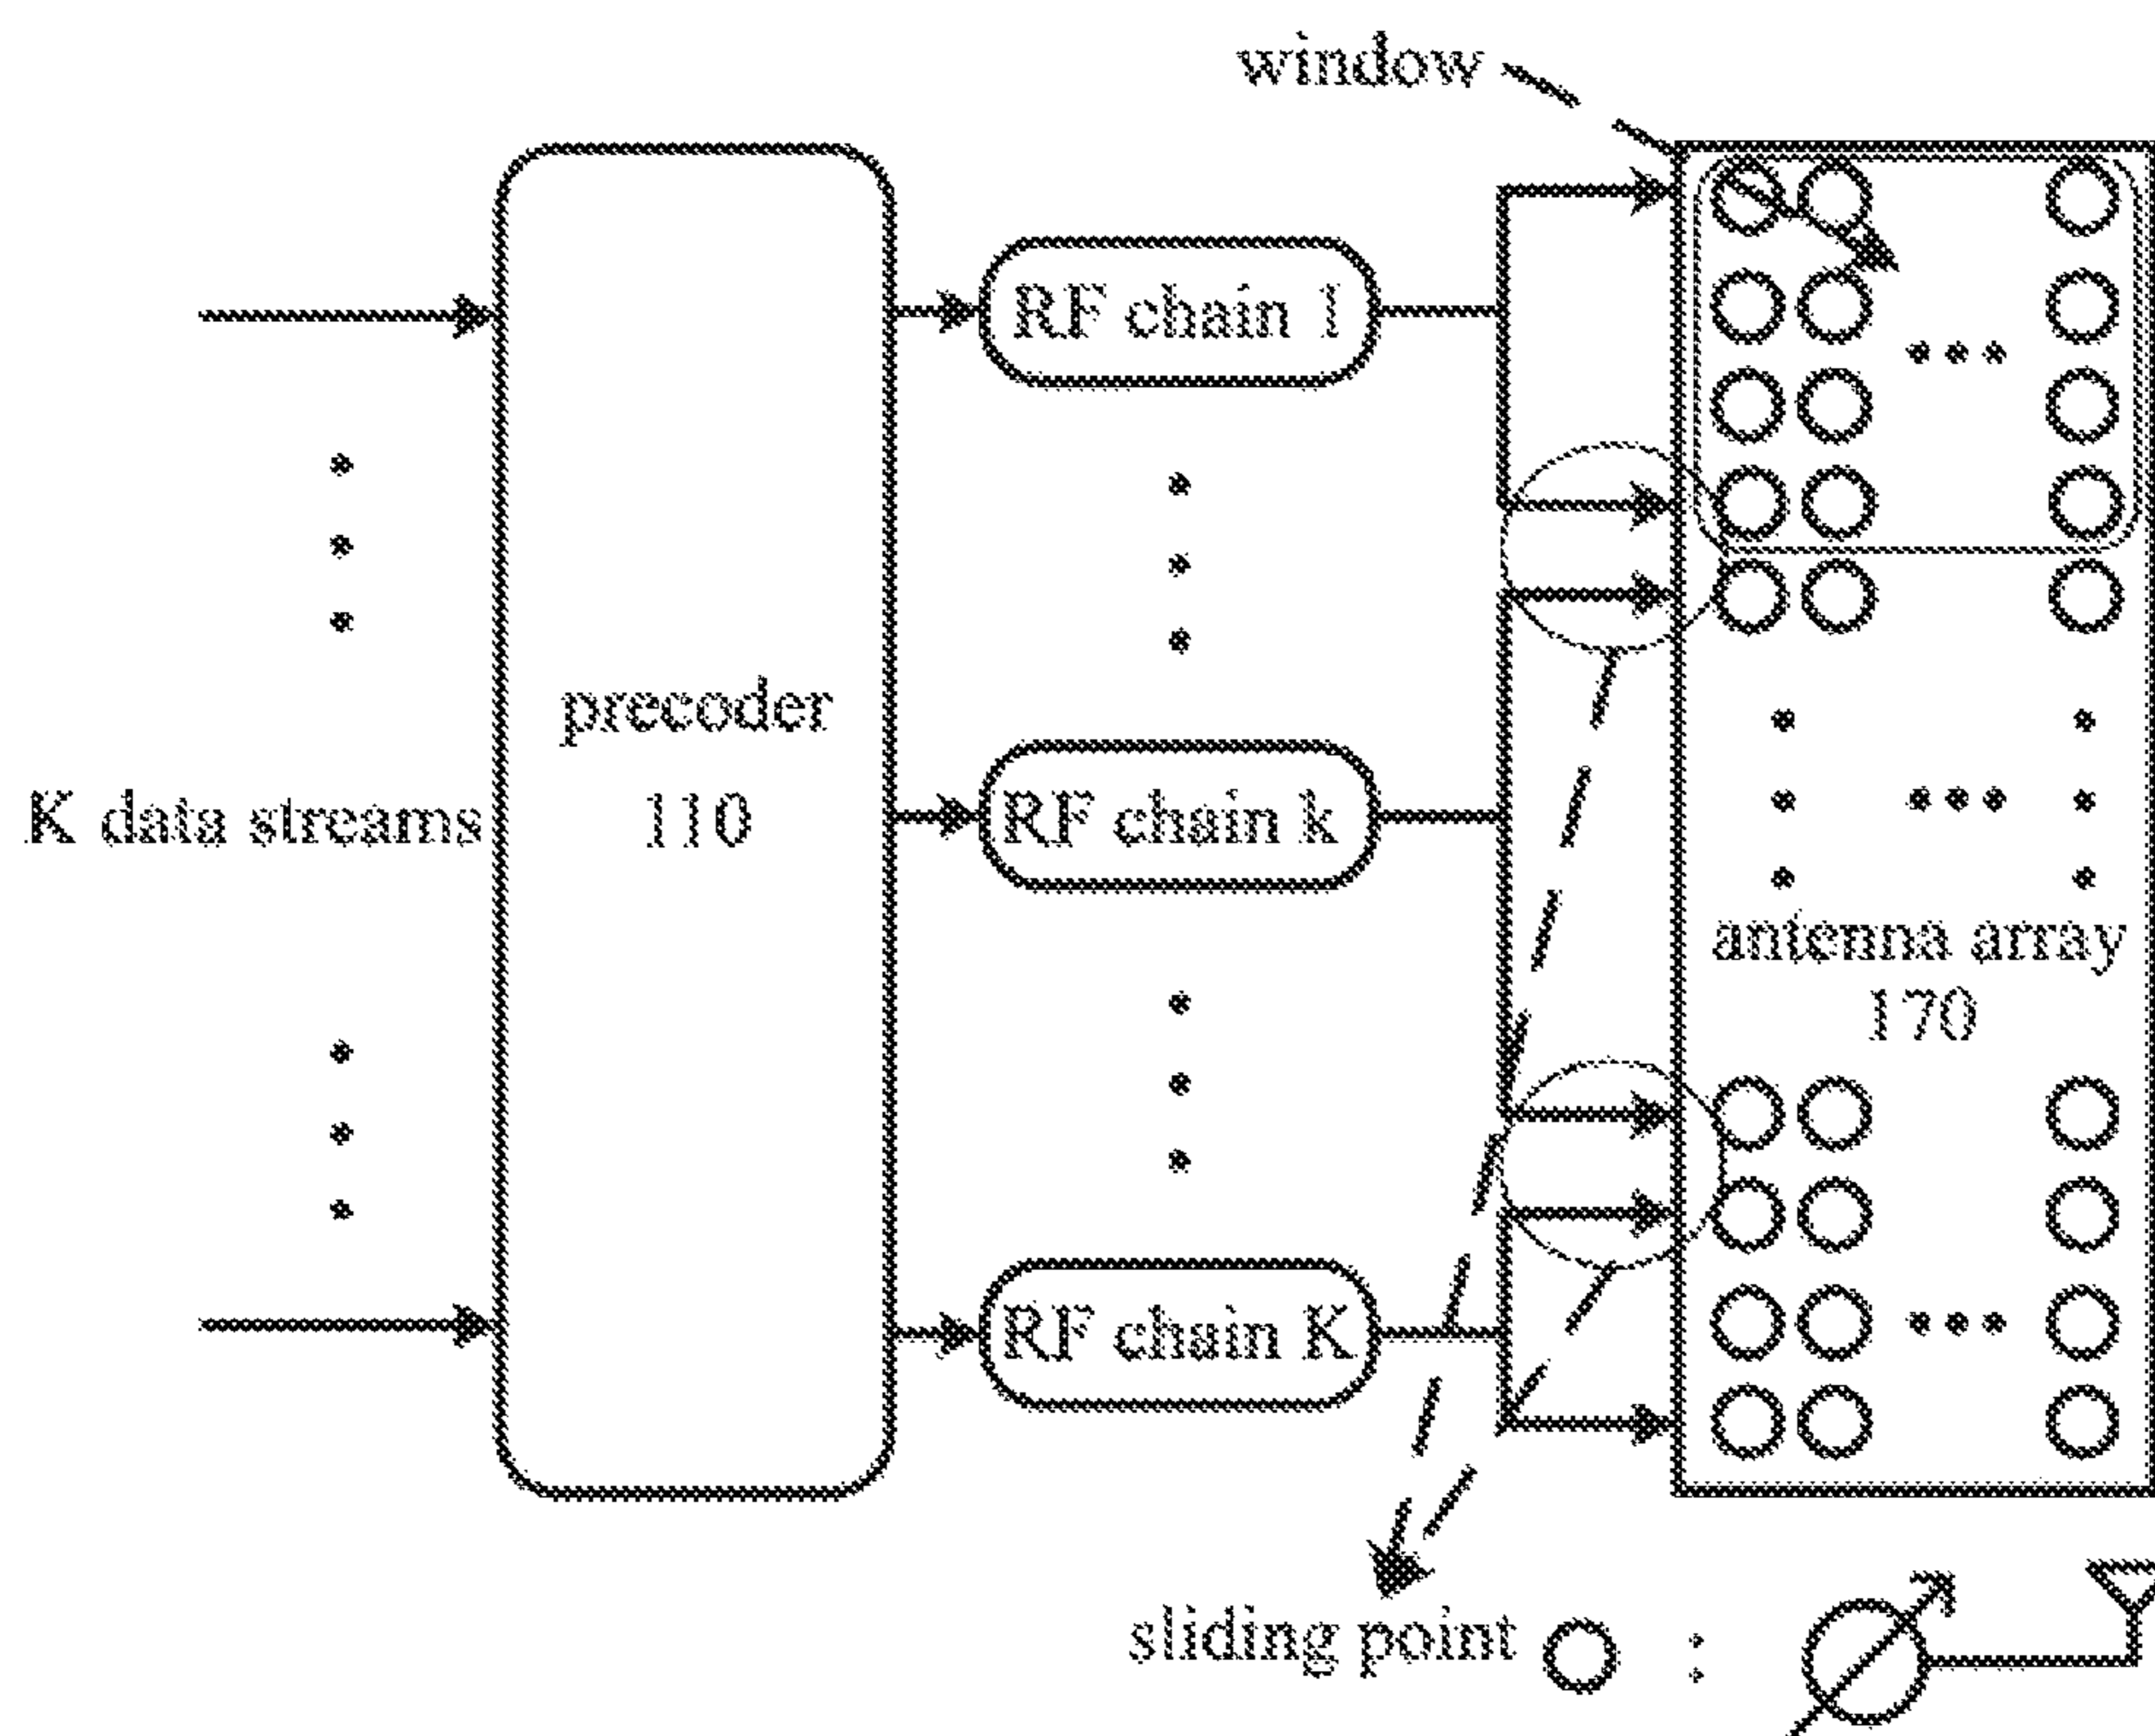 window
RF chain 1
precoder
110
K data streams
RF chain k
antenna array
170
RF chain K
sliding point
: